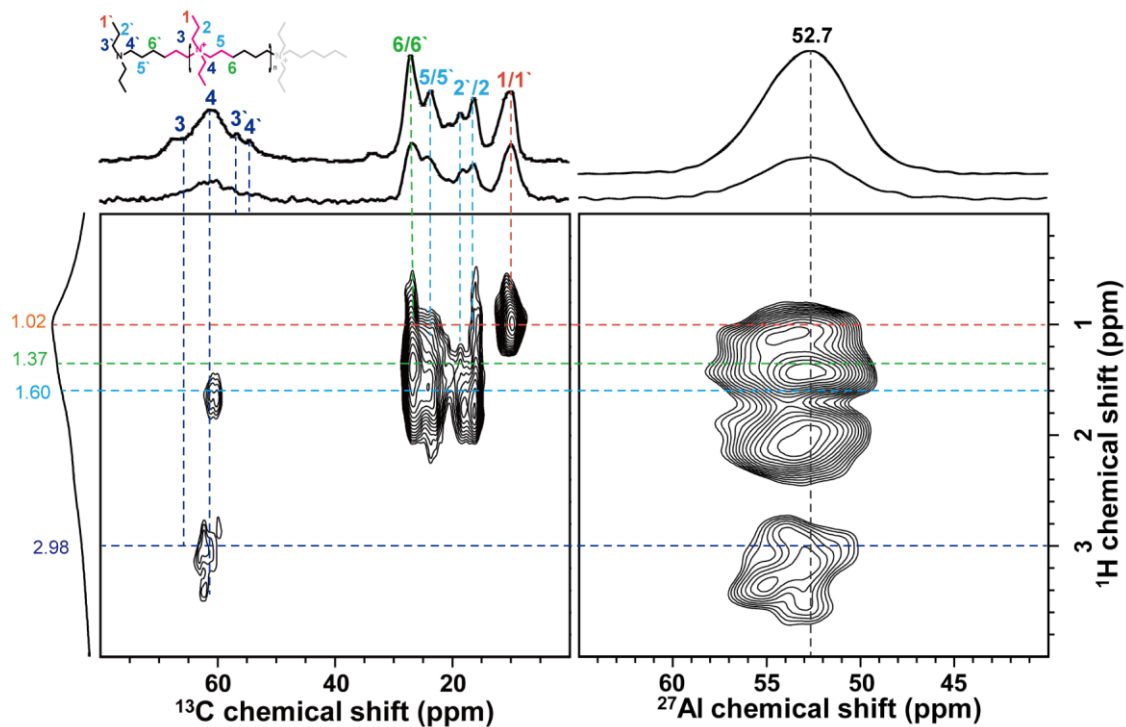 1` 2` 1
3` 4` 6` 3 2 5
N N⁺ N⁺
5` 4 6 n
6/6`
52.7
5/5` 2`/2 1/1`
4
3 3` 4`
1.02
1.37
1.60
2.98
1
2
3
¹H chemical shift (ppm)
60 40 20
60 55 50 45
¹³C chemical shift (ppm)
²⁷Al chemical shift (ppm)